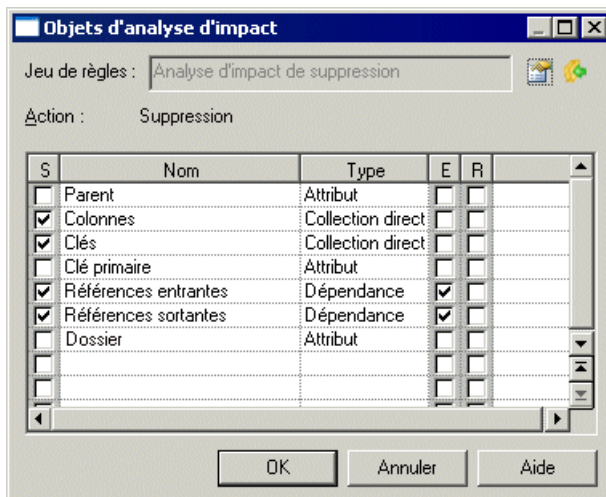 Objets d'analyse d'impact
Jeu de règles : Analyse d'impact de suppression
Action : Suppression
S Nom Type E R
Parent Attribut
Colonnes Collection direct
Clés Collection direct
Clé primaire Attribut
Références entrantes Dépendance
Références sortantes Dépendance
Dossier Attribut
OK Annuler Aide